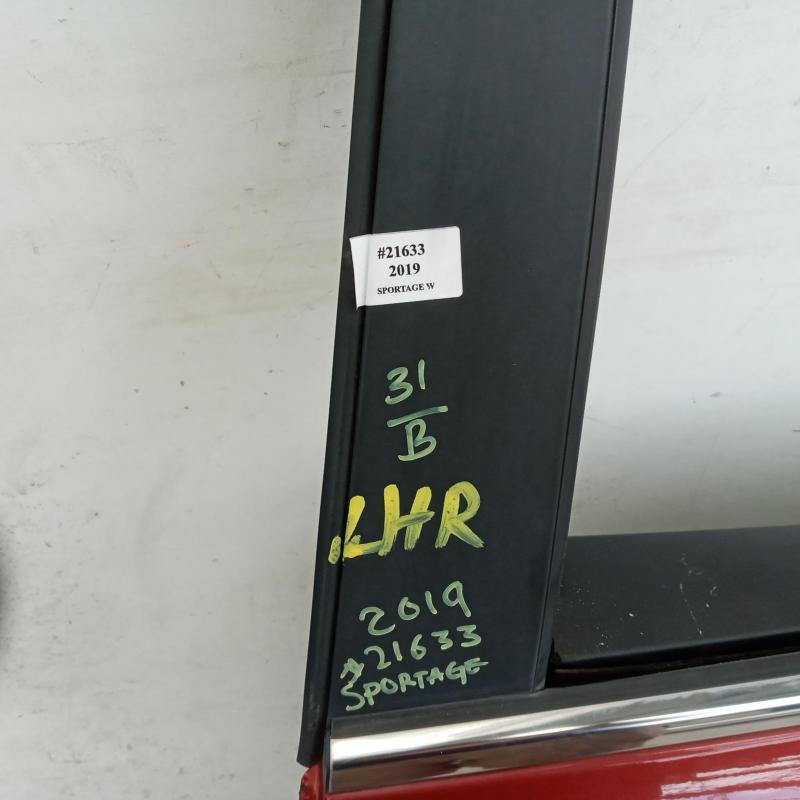 #21633
2019
SPORTAGE W
31
B
LHR
2019
#21633
SPORTAGE